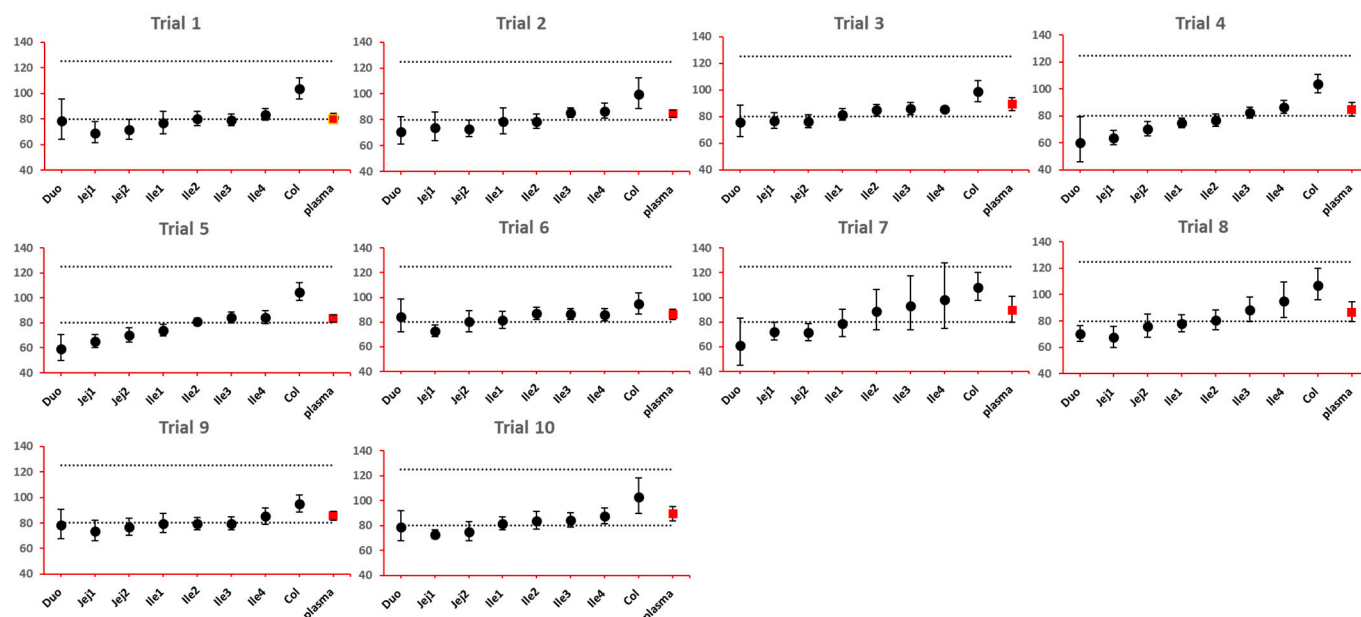 Trial 1
140
120
100
80
60
40
Duo
Jej1
Jej2
Ile1
Ile2
Ile3
Ile4
Col
plasma
Trial 2
140
120
100
80
60
40
Duo
Jej1
Jej2
Ile1
Ile2
Ile3
Ile4
Col
plasma
Trial 3
140
120
100
80
60
40
Duo
Jej1
Jej2
Ile1
Ile2
Ile3
Ile4
Col
plasma
Trial 4
140
120
100
80
60
40
Duo
Jej1
Jej2
Ile1
Ile2
Ile3
Ile4
Col
plasma
Trial 5
140
120
100
80
60
40
Duo
Jej1
Jej2
Ile1
Ile2
Ile3
Ile4
Col
plasma
Trial 6
140
120
100
80
60
40
Duo
Jej1
Jej2
Ile1
Ile2
Ile3
Ile4
Col
plasma
Trial 7
140
120
100
80
60
40
Duo
Jej1
Jej2
Ile1
Ile2
Ile3
Ile4
Col
plasma
Trial 8
140
120
100
80
60
40
Duo
Jej1
Jej2
Ile1
Ile2
Ile3
Ile4
Col
plasma
Trial 9
140
120
100
80
60
40
Duo
Jej1
Jej2
Ile1
Ile2
Ile3
Ile4
Col
plasma
Trial 10
140
120
100
80
60
40
Duo
Jej1
Jej2
Ile1
Ile2
Ile3
Ile4
Col
plasma